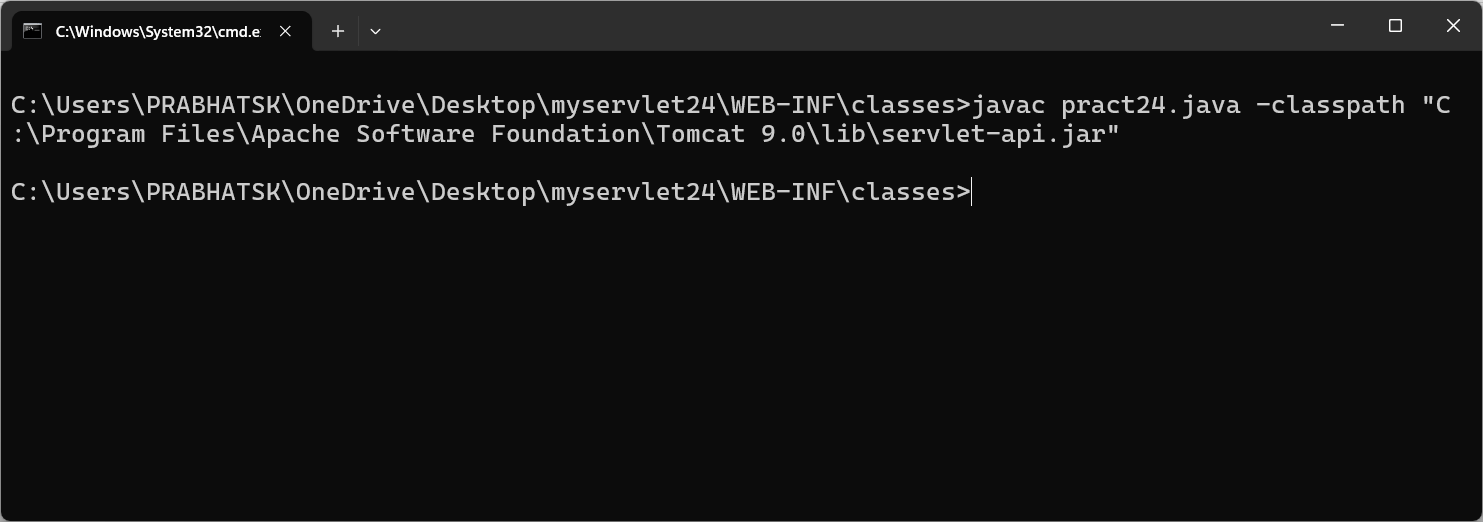 C:\Windows\System32\cmd.e
C:\Users\PRABHATSK\OneDrive\Desktop\myservlet24\WEB-INF\classes>javac pract24.java -classpath "C
:\Program Files\Apache Software Foundation\Tomcat 9.0\lib\servlet-api.jar"
C:\Users\PRABHATSK\OneDrive\Desktop\myservlet24\WEB-INF\classes>